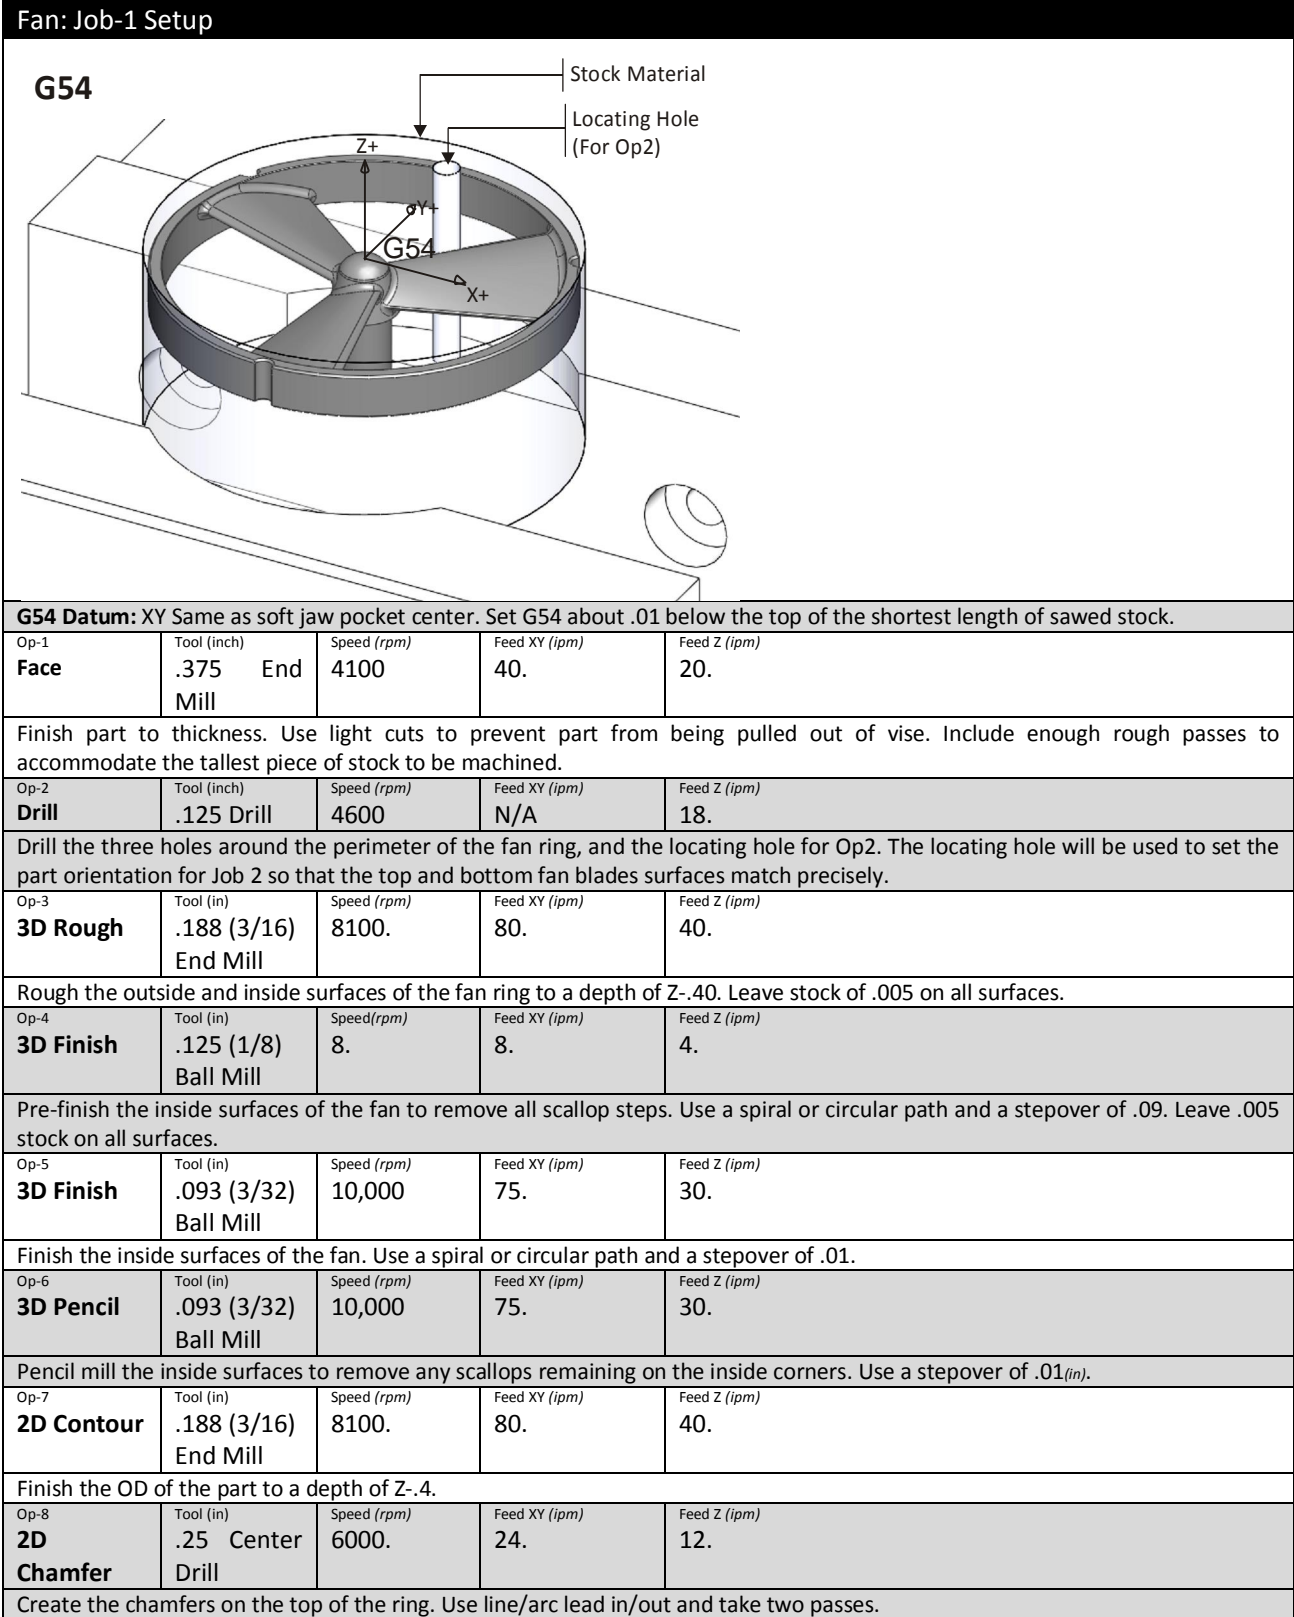 Fan: Job-1 Setup
G54
Stock Material
Locating Hole
(For Op2)
Z+
Y+
G54
X+
G54 Datum: XY Same as soft jaw pocket center. Set G54 about .01 below the top of the shortest length of sawed stock.
Op-1 Tool (inch) Speed (rpm) Feed XY (ipm) Feed Z (ipm)
Face .375 End 4100 40. 20.
Mill
Finish part to thickness. Use light cuts to prevent part from being pulled out of vise. Include enough rough passes to
accommodate the tallest piece of stock to be machined.
Op-2 Tool (inch) Speed (rpm) Feed XY (ipm) Feed Z (ipm)
Drill .125 Drill 4600 N/A 18.
Drill the three holes around the perimeter of the fan ring, and the locating hole for Op2. The locating hole will be used to set the
part orientation for Job 2 so that the top and bottom fan blades surfaces match precisely.
Op-3 Tool (in) Speed (rpm) Feed XY (ipm) Feed Z (ipm)
3D Rough .188 (3/16) 8100. 80. 40.
End Mill
Rough the outside and inside surfaces of the fan ring to a depth of Z-.40. Leave stock of .005 on all surfaces.
Op-4 Tool (in) Speed(rpm) Feed XY (ipm) Feed Z (ipm)
3D Finish .125 (1/8) 8. 8. 4.
Ball Mill
Pre-finish the inside surfaces of the fan to remove all scallop steps. Use a spiral or circular path and a stepover of .09. Leave .005
stock on all surfaces.
Op-5 Tool (in) Speed (rpm) Feed XY (ipm) Feed Z (ipm)
3D Finish .093 (3/32) 10,000 75. 30.
Ball Mill
Finish the inside surfaces of the fan. Use a spiral or circular path and a stepover of .01.
Op-6 Tool (in) Speed (rpm) Feed XY (ipm) Feed Z (ipm)
3D Pencil .093 (3/32) 10,000 75. 30.
Ball Mill
Pencil mill the inside surfaces to remove any scallops remaining on the inside corners. Use a stepover of .01(in).
Op-7 Tool (in) Speed (rpm) Feed XY (ipm) Feed Z (ipm)
2D Contour .188 (3/16) 8100. 80. 40.
End Mill
Finish the OD of the part to a depth of Z-.4.
Op-8 Tool (in) Speed (rpm) Feed XY (ipm) Feed Z (ipm)
2D .25 Center 6000. 24. 12.
Chamfer Drill
Create the chamfers on the top of the ring. Use line/arc lead in/out and take two passes.